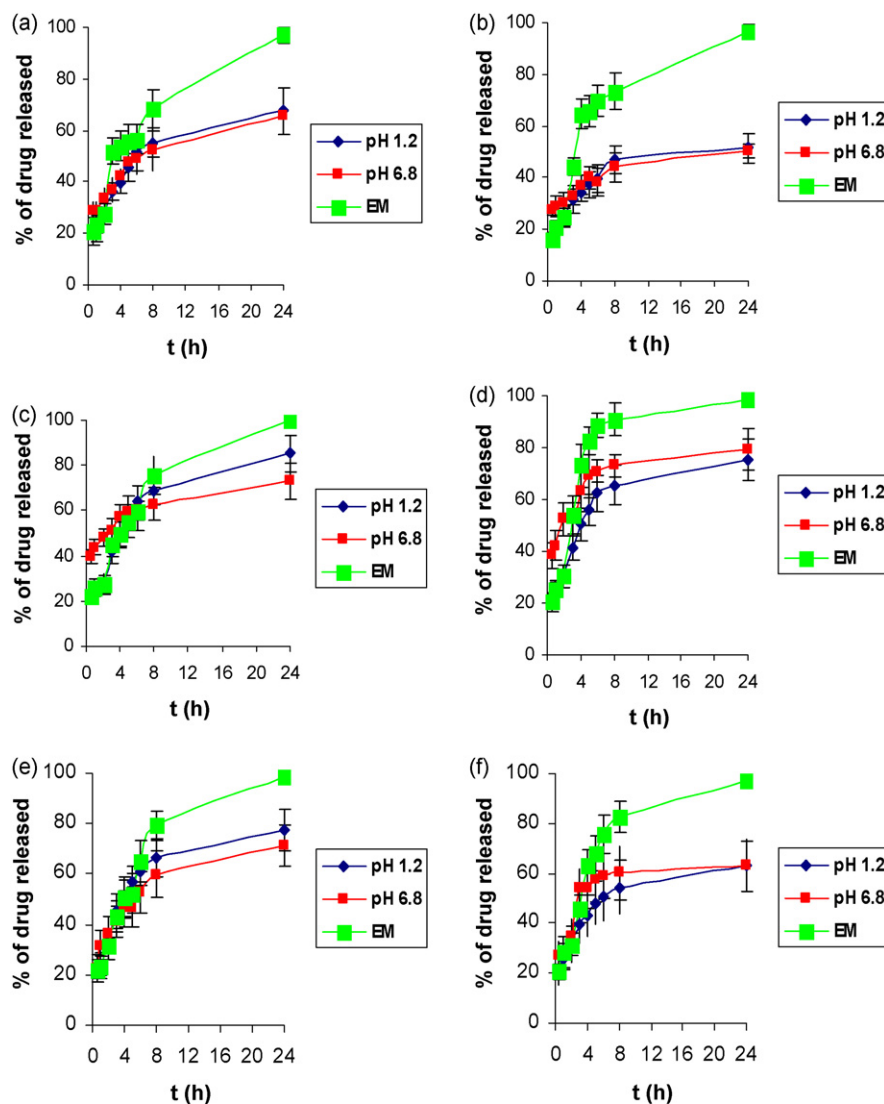 (a)
100
80
60
40
20
0
% of drug released
0 4 8 12 16 20 24
t (h)
pH 1.2
pH 6.8
EM
(b)
100
80
60
40
20
0
% of drug released
0 4 8 12 16 20 24
t (h)
pH 1.2
pH 6.8
EM
(c)
100
80
60
40
20
0
% of drug released
0 4 8 12 16 20 24
t (h)
pH 1.2
pH 6.8
EM
(d)
100
80
60
40
20
0
% of drug released
0 4 8 12 16 20 24
t (h)
pH 1.2
pH 6.8
EM
(e)
100
80
60
40
20
0
% of drug released
0 4 8 12 16 20 24
t (h)
pH 1.2
pH 6.8
EM
(f)
100
80
60
40
20
0
% of drug released
0 4 8 12 16 20 24
t (h)
pH 1.2
pH 6.8
EM